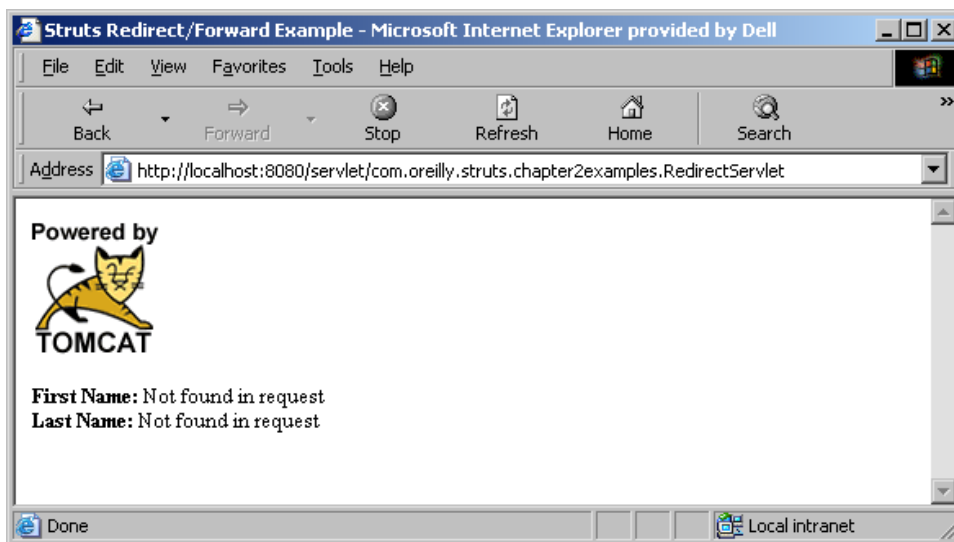 Struts Redirect/Forward Example - Microsoft Internet Explorer provided by Dell
File Edit View Favorites Tools Help
Back Forward Stop Refresh Home Search »
Address http://localhost:8080/servlet/com.oreilly.struts.chapter2examples.RedirectServlet
Powered by
TOMCAT
First Name: Not found in request
Last Name: Not found in request
Done Local intranet